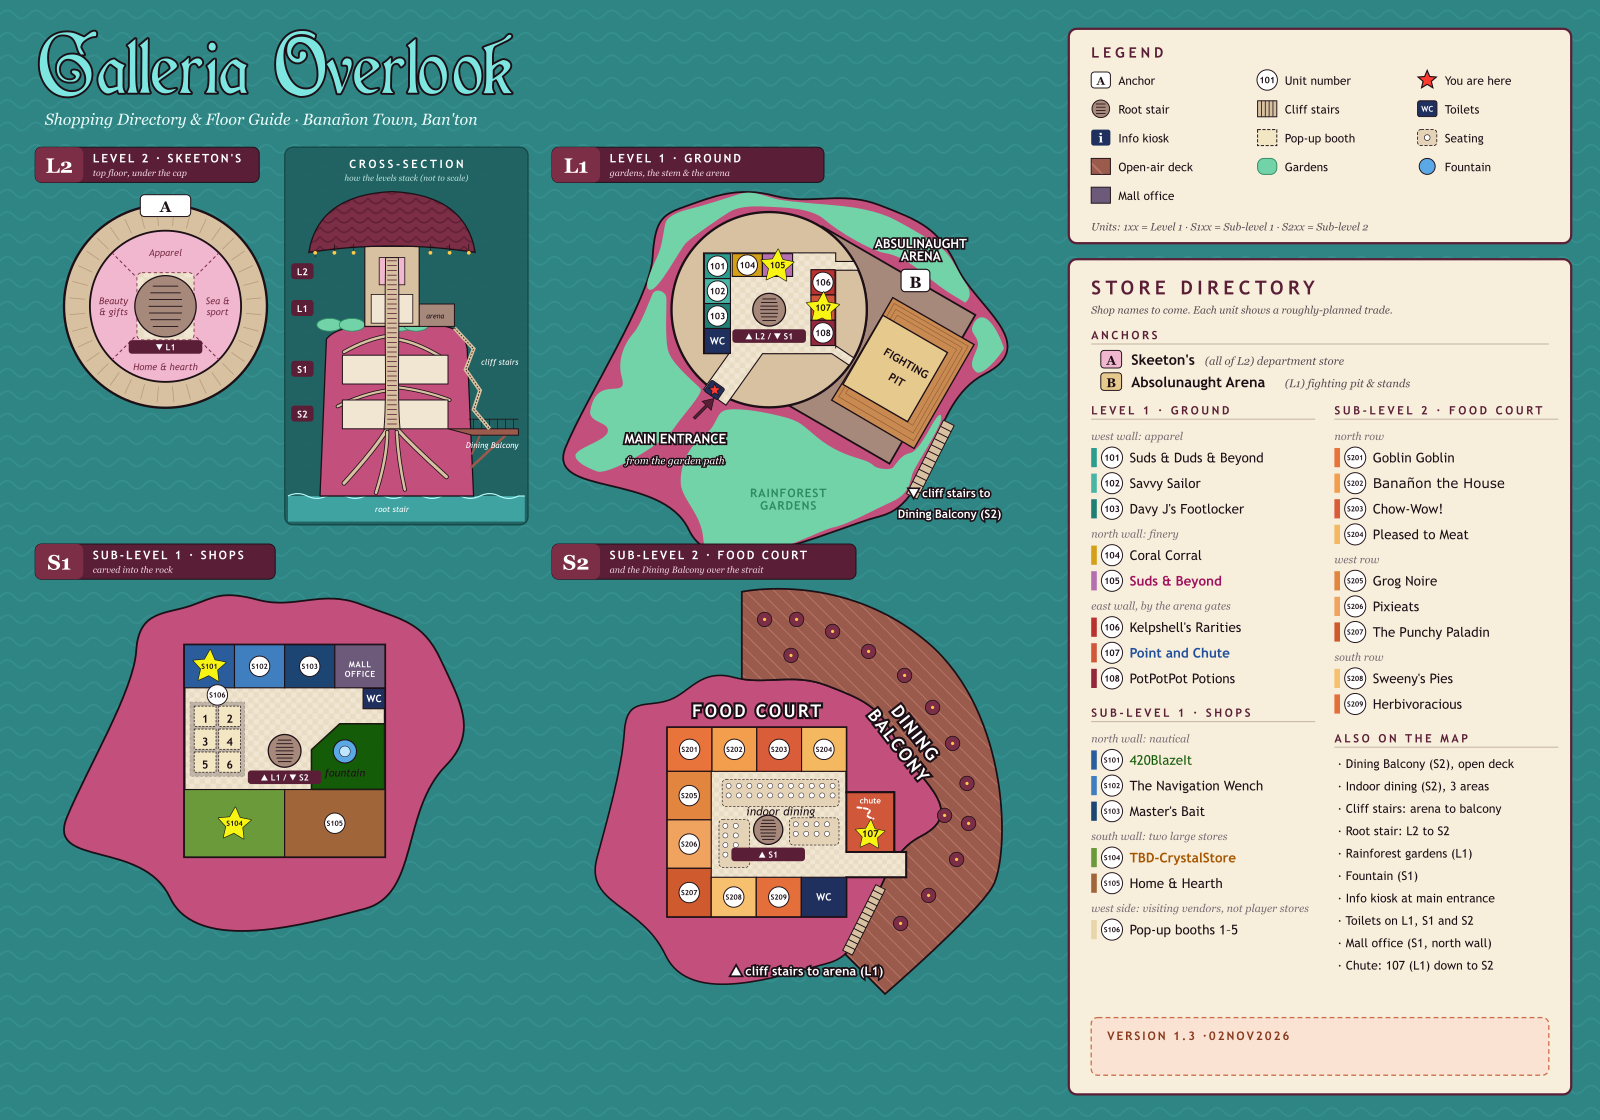 Galleria Overlook
Shopping Directory & Floor Guide · Banañon Town, Ban'ton
L2
LEVEL 2 · SKEETON'S
top floor, under the cap
A
Apparel
Beauty
& gifts
Sea &
sport
▼ L1
Home & hearth
CROSS-SECTION
how the levels stack (not to scale)
L2
L1
arena
S1
cliff stairs
S2
Dining Balcony
root stair
L1
LEVEL 1 · GROUND
gardens, the stem & the arena
ABSULINAUGHT
ARENA
B
101
104
105
102
106
103
107
WC
▲ L2 / ▼ S1
108
FIGHTING
PIT
MAIN ENTRANCE
from the garden path
RAINFOREST
GARDENS
▼ cliff stairs to
Dining Balcony (S2)
S1
SUB-LEVEL 1 · SHOPS
carved into the rock
S101
S102
S103
MALL
OFFICE
S106
WC
1 2
3 4
5 6
▲ L1 / ▼ S2
fountain
S104
S105
S2
SUB-LEVEL 2 · FOOD COURT
and the Dining Balcony over the strait
FOOD COURT
DINING
BALCONY
S201
S202
S203
S204
S205
indoor dining
chute
107
S206
▲ S1
S207
S208
S209
WC
▲ cliff stairs to arena (L1)
LEGEND
A Anchor
101 Unit number
You are here
Root stair
Cliff stairs
WC Toilets
i Info kiosk
Pop-up booth
Seating
Open-air deck
Gardens
Fountain
Mall office
Units: 1xx = Level 1 · S1xx = Sub-level 1 · S2xx = Sub-level 2
STORE DIRECTORY
Shop names to come. Each unit shows a roughly-planned trade.
ANCHORS
A Skeeton's (all of L2) department store
B Absolunaught Arena (L1) fighting pit & stands
LEVEL 1 · GROUND
west wall: apparel
101 Suds & Duds & Beyond
102 Savvy Sailor
103 Davy J's Footlocker
north wall: finery
104 Coral Corral
105 Suds & Beyond
east wall, by the arena gates
106 Kelpshell's Rarities
107 Point and Chute
108 PotPotPot Potions
SUB-LEVEL 1 · SHOPS
north wall: nautical
S101 420BlazeIt
S102 The Navigation Wench
S103 Master's Bait
south wall: two large stores
S104 TBD-CrystalStore
S105 Home & Hearth
west side: visiting vendors, not player stores
S106 Pop-up booths 1–5
SUB-LEVEL 2 · FOOD COURT
north row
S201 Goblin Goblin
S202 Banañon the House
S203 Chow-Wow!
S204 Pleased to Meat
west row
S205 Grog Noire
S206 Pixieats
S207 The Punchy Paladin
south row
S208 Sweeny's Pies
S209 Herbivoracious
ALSO ON THE MAP
· Dining Balcony (S2), open deck
· Indoor dining (S2), 3 areas
· Cliff stairs: arena to balcony
· Root stair: L2 to S2
· Rainforest gardens (L1)
· Fountain (S1)
· Info kiosk at main entrance
· Toilets on L1, S1 and S2
· Mall office (S1, north wall)
· Chute: 107 (L1) down to S2
VERSION 1.3 ·02NOV2026